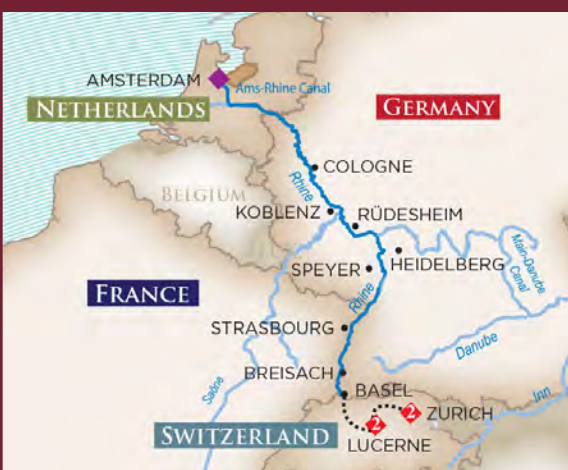 AMSTERDAM
Ams-Rhine Canal
NETHERLANDS
GERMANY
COLOGNE
BELGIUM
Rhine
KOBLENZ
RÜDESHEIM
SPEYER
HEIDELBERG
Main-Danube
Canal
FRANCE
Rhine
STRASBOURG
Danube
BREISACH
BASEL
Saône
Inn
2
2
ZURICH
SWITZERLAND
LUCERNE